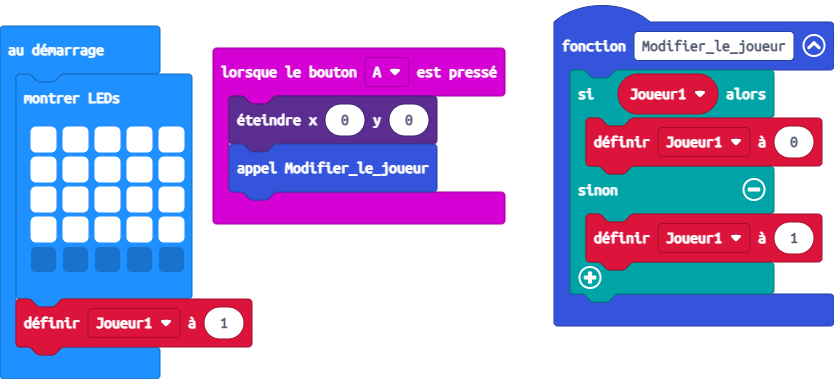 au démarrage
montrer LEDs
définir Joueur1 à 1
lorsque le bouton A est pressé
éteindre x 0 y 0
appel Modifier_le_joueur
fonction Modifier_le_joueur
si Joueur1 alors
définir Joueur1 à 0
sinon
définir Joueur1 à 1